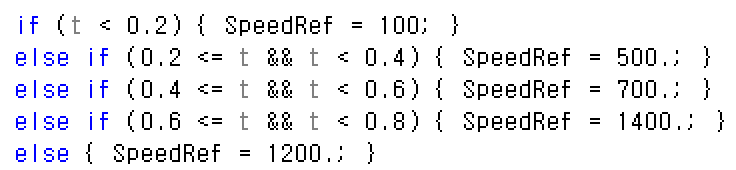 if (t < 0.2) { SpeedRef = 100; }
else if (0.2 <= t && t < 0.4) { SpeedRef = 500.; }
else if (0.4 <= t && t < 0.6) { SpeedRef = 700.; }
else if (0.6 <= t && t < 0.8) { SpeedRef = 1400.; }
else { SpeedRef = 1200.; }